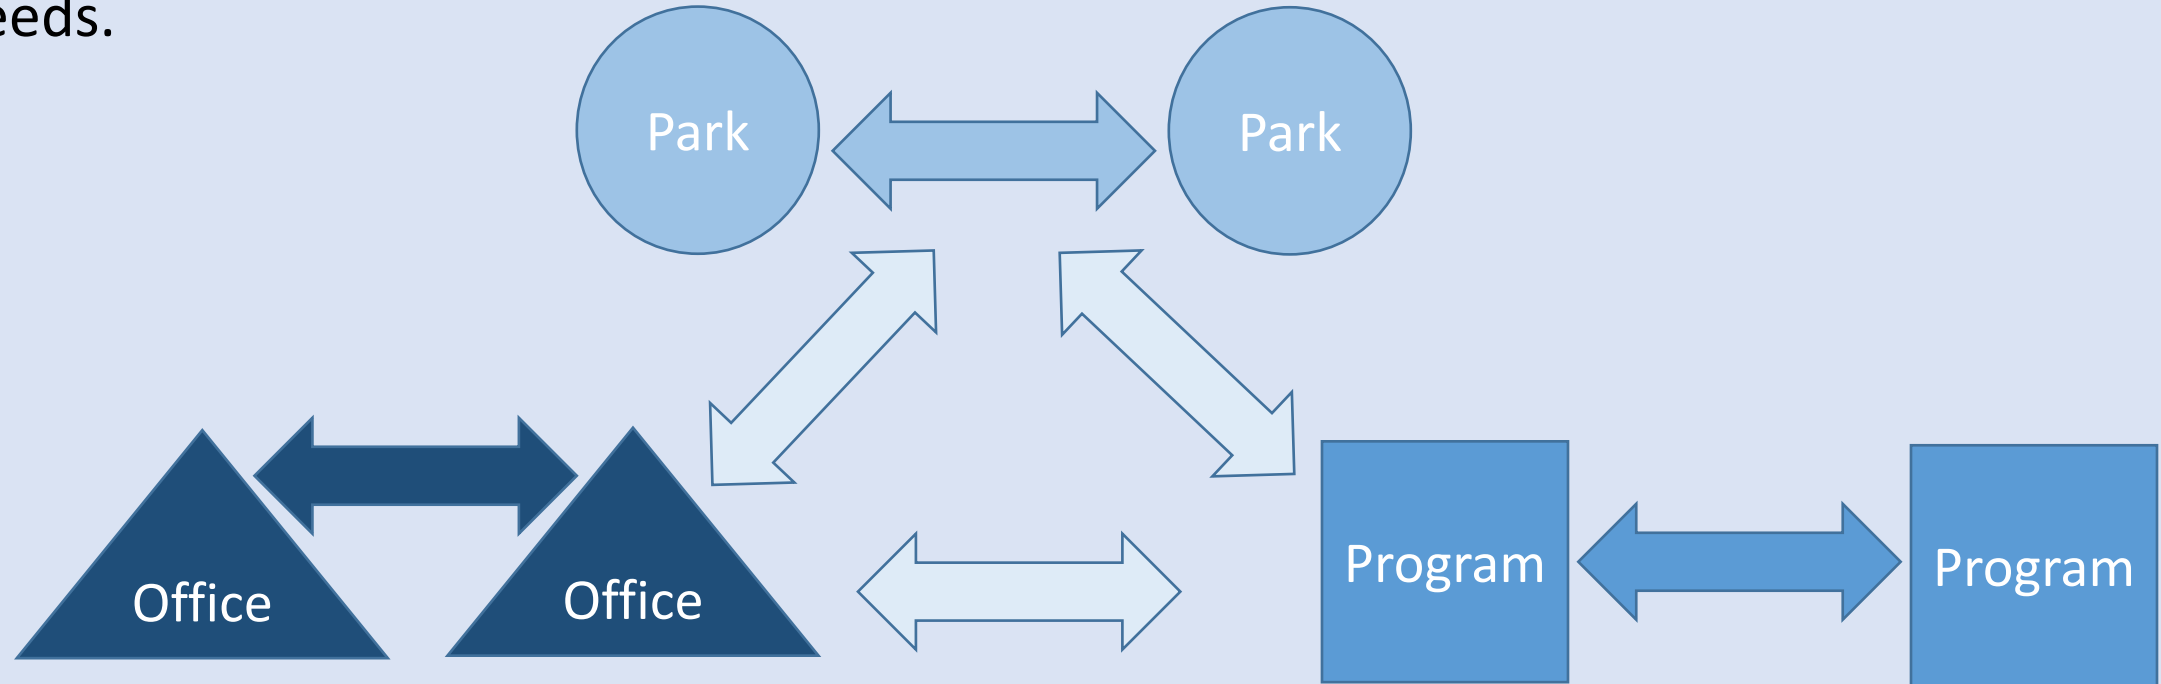 eeds.
Park
Park
Office
Office
Program
Program